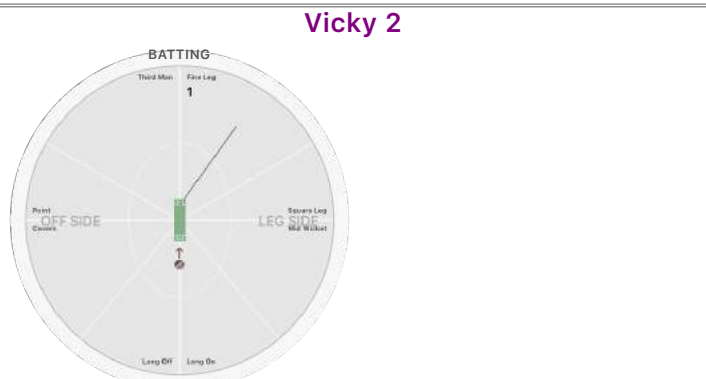 Vicky 2
BATTING
Third Man Fine Leg
1
Point Square Leg
OFF SIDE LEG SIDE
Covers Mid Wicket
Long Off Long On